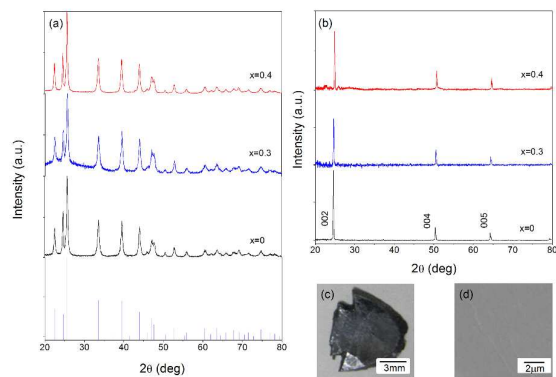 (a)
x=0.4
x=0.3
x=0
Intensity (a.u.)
20 30 40 50 60 70 80
2θ (deg)
(b)
x=0.4
x=0.3
x=0
002
004
005
Intensity (a.u.)
20 30 40 50 60 70 80
2θ (deg)
(c)
3mm
(d)
2μm